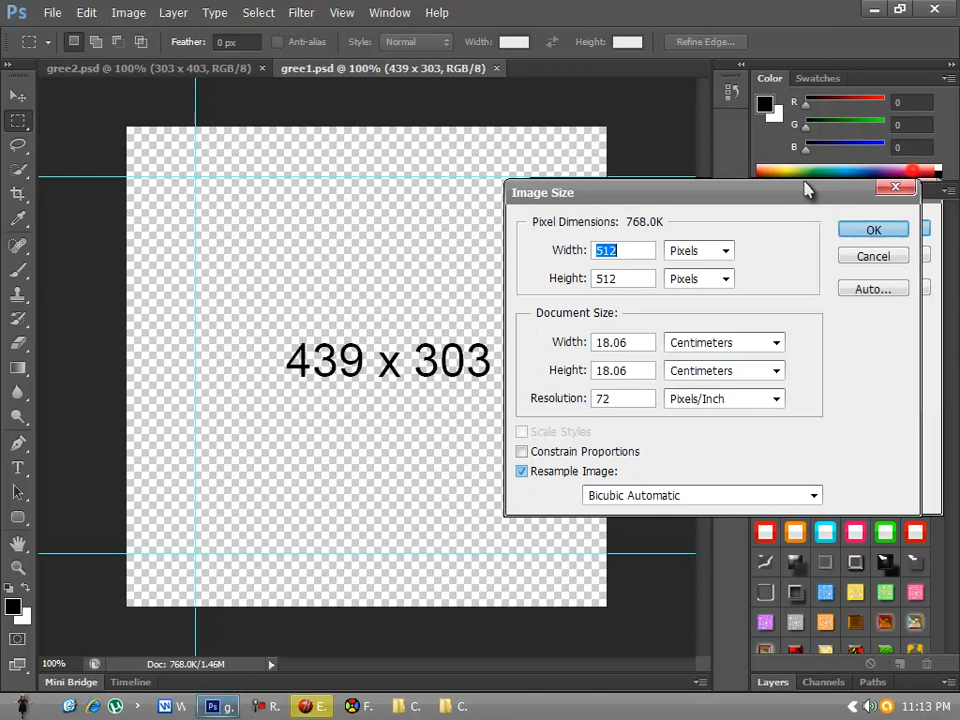 Ps File Edit Image Layer Type Select Filter View Window Help
Feather: 0 px Anti-alias Style: Normal Width: Height: Refine Edge...
gree2.psd @ 100% (303 x 403, RGB/8) × gree1.psd @ 100% (439 x 303, RGB/8) ×
Color Swatches
R 0
G 0
B 0
Image Size
Pixel Dimensions: 768.0K
Width: 512 Pixels
Height: 512 Pixels
OK
Cancel
Auto...
Document Size:
Width: 18.06 Centimeters
Height: 18.06 Centimeters
Resolution: 72 Pixels/Inch
Scale Styles
Constrain Proportions
Resample Image:
Bicubic Automatic
439 x 303
100% Doc: 768.0K/1.46M
Mini Bridge Timeline
Layers Channels Paths
W Ps g. R. E. F. C. C. 11:13 PM